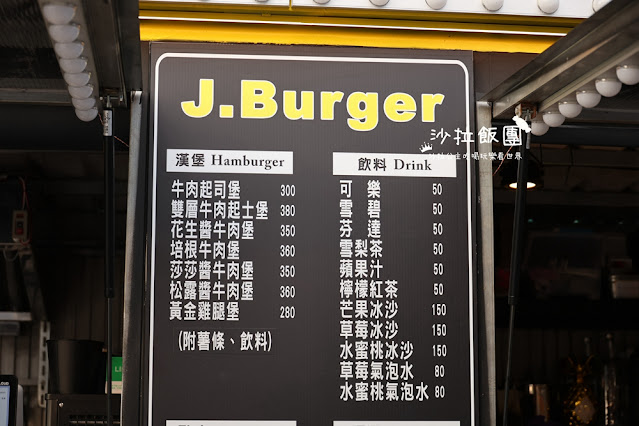 J.Burger
沙拉飯團
漢堡 Hamburger
牛肉起司堡 300
雙層牛肉起士堡 380
花生醬牛肉堡 350
培根牛肉堡 360
莎莎醬牛肉堡 350
松露醬牛肉堡 360
黃金雞腿堡 280
(附薯條、飲料)
飲料 Drink
可樂 50
雪碧 50
芬達 50
雪梨茶 50
蘋果汁 50
檸檬紅茶 50
芒果冰沙 150
草莓冰沙 150
水蜜桃冰沙 150
草莓氣泡水 80
水蜜桃氣泡水 80